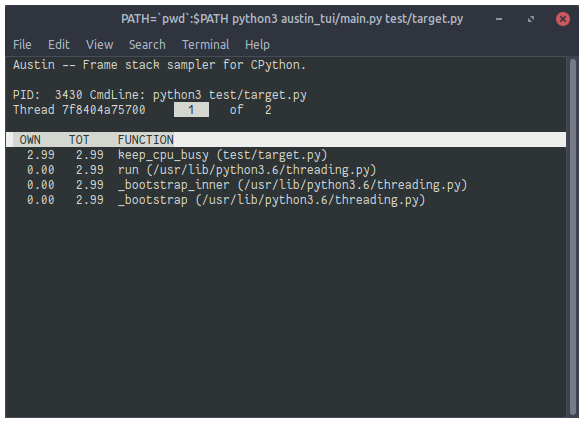 PATH=`pwd`:$PATH python3 austin_tui/main.py test/target.py
File Edit View Search Terminal Help
Austin -- Frame stack sampler for CPython.
PID: 3430 CmdLine: python3 test/target.py
Thread 7f8404a75700 1 of 2
OWN TOT FUNCTION
2.99 2.99 keep_cpu_busy (test/target.py)
0.00 2.99 run (/usr/lib/python3.6/threading.py)
0.00 2.99 _bootstrap_inner (/usr/lib/python3.6/threading.py)
0.00 2.99 _bootstrap (/usr/lib/python3.6/threading.py)